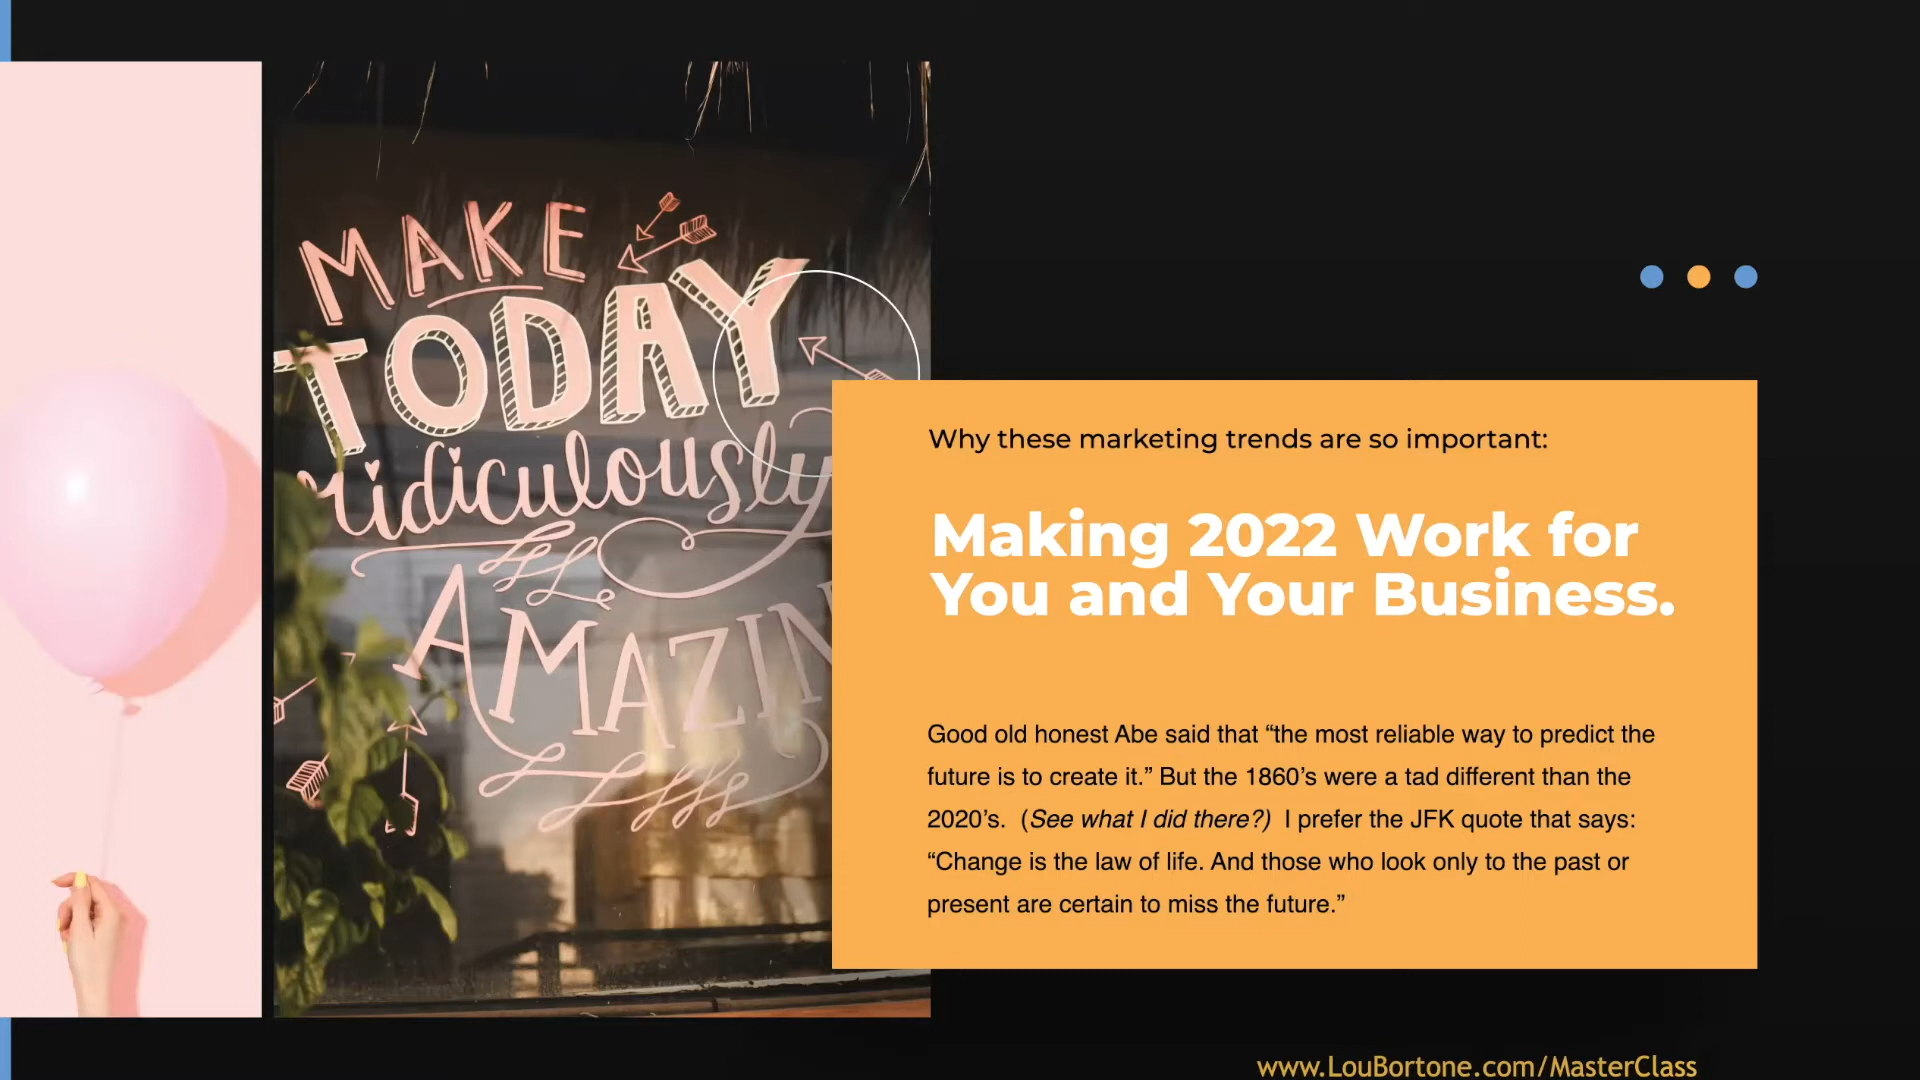 MAKE
TODAY
ridiculously
AMAZIN
Why these marketing trends are so important:
Making 2022 Work for
You and Your Business.
Good old honest Abe said that “the most reliable way to predict the
future is to create it.” But the 1860’s were a tad different than the
2020’s.  (See what I did there?)  I prefer the JFK quote that says:
“Change is the law of life. And those who look only to the past or
present are certain to miss the future.”
www.LouBortone.com/MasterClass